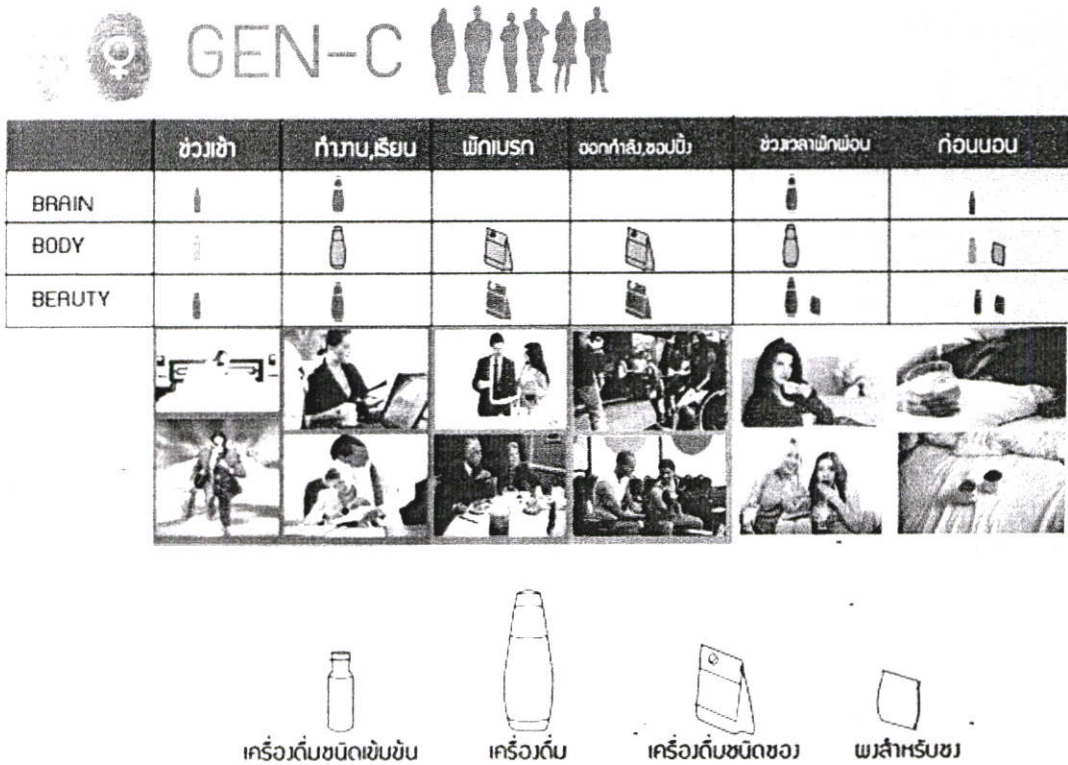 GEN-C
ช่วงเช้า ทำงาน,เรียน พักเบรก ออกกำลัง,ชอปปิ้ง ช่วงเวลาพักผ่อน ก่อนนอน
BRAIN
BODY
BEAUTY
เครื่องดื่มชนิดเข้มข้น เครื่องดื่ม เครื่องดื่มชนิดซอง ผงสำหรับชง